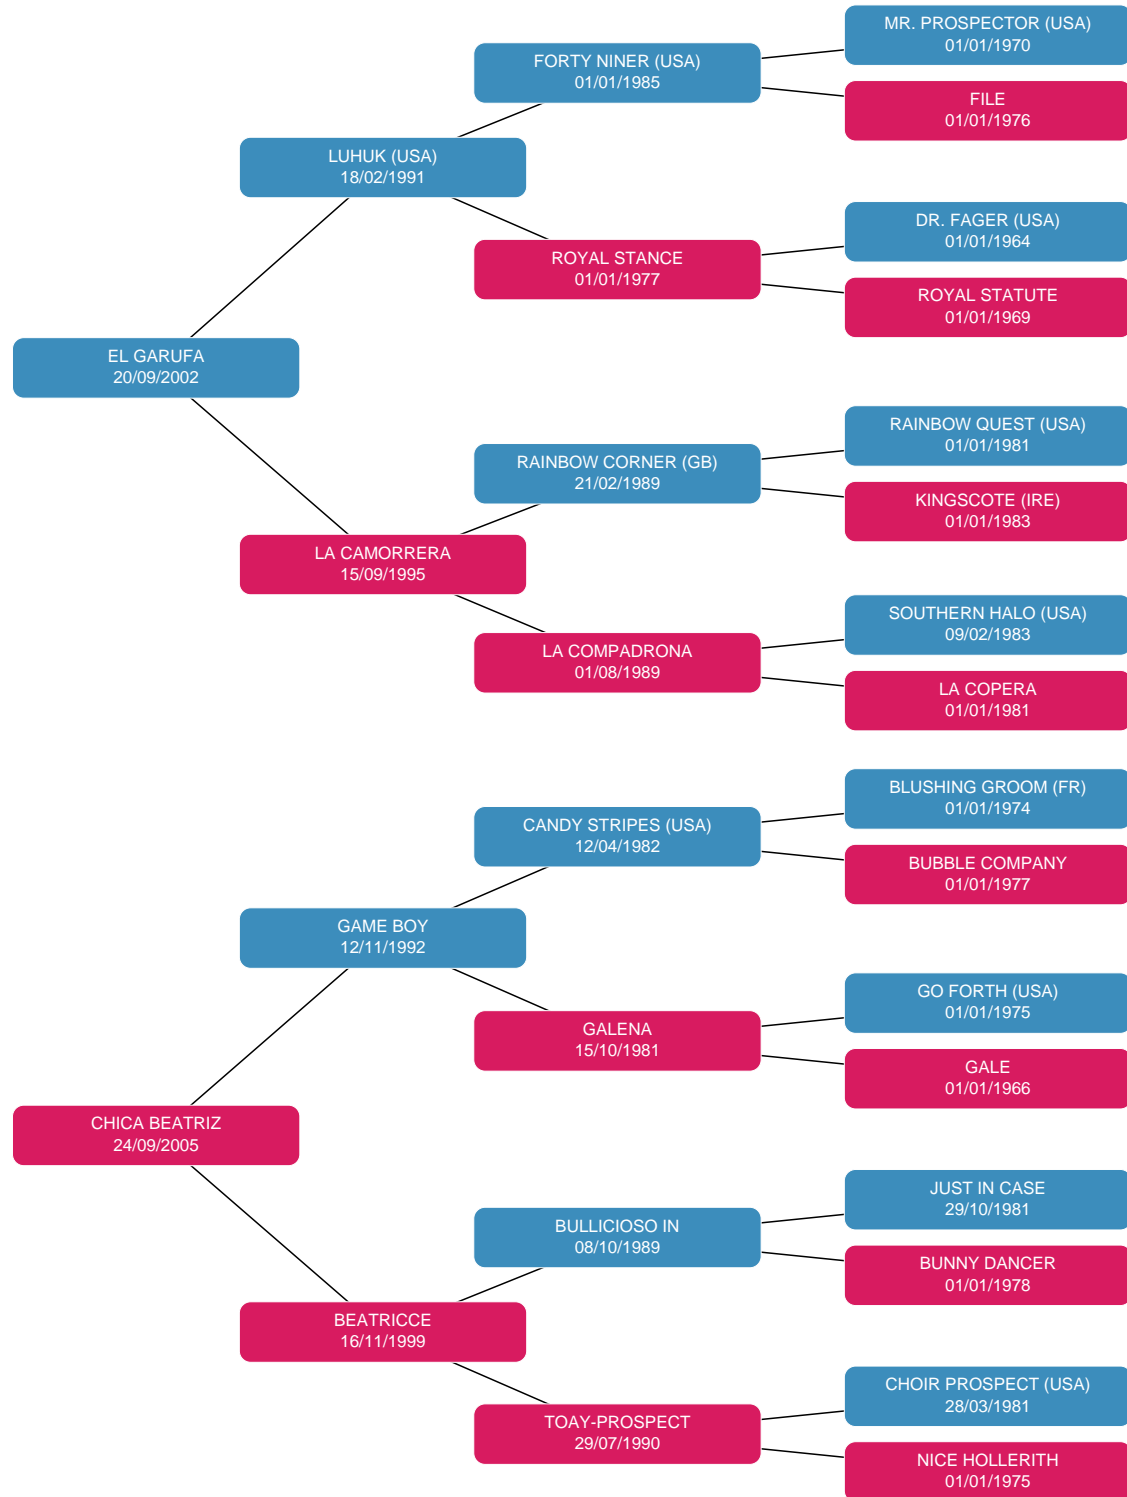 MR. PROSPECTOR (USA)
01/01/1970
FORTY NINER (USA)
01/01/1985
FILE
01/01/1976
LUHUK (USA)
18/02/1991
DR. FAGER (USA)
01/01/1964
ROYAL STANCE
01/01/1977
ROYAL STATUTE
01/01/1969
EL GARUFA
20/09/2002
RAINBOW QUEST (USA)
01/01/1981
RAINBOW CORNER (GB)
21/02/1989
KINGSCOTE (IRE)
01/01/1983
LA CAMORRERA
15/09/1995
SOUTHERN HALO (USA)
09/02/1983
LA COMPADRONA
01/08/1989
LA COPERA
01/01/1981
BLUSHING GROOM (FR)
01/01/1974
CANDY STRIPES (USA)
12/04/1982
BUBBLE COMPANY
01/01/1977
GAME BOY
12/11/1992
GO FORTH (USA)
01/01/1975
GALENA
15/10/1981
GALE
01/01/1966
CHICA BEATRIZ
24/09/2005
JUST IN CASE
29/10/1981
BULLICIOSO IN
08/10/1989
BUNNY DANCER
01/01/1978
BEATRICCE
16/11/1999
CHOIR PROSPECT (USA)
28/03/1981
TOAY-PROSPECT
29/07/1990
NICE HOLLERITH
01/01/1975